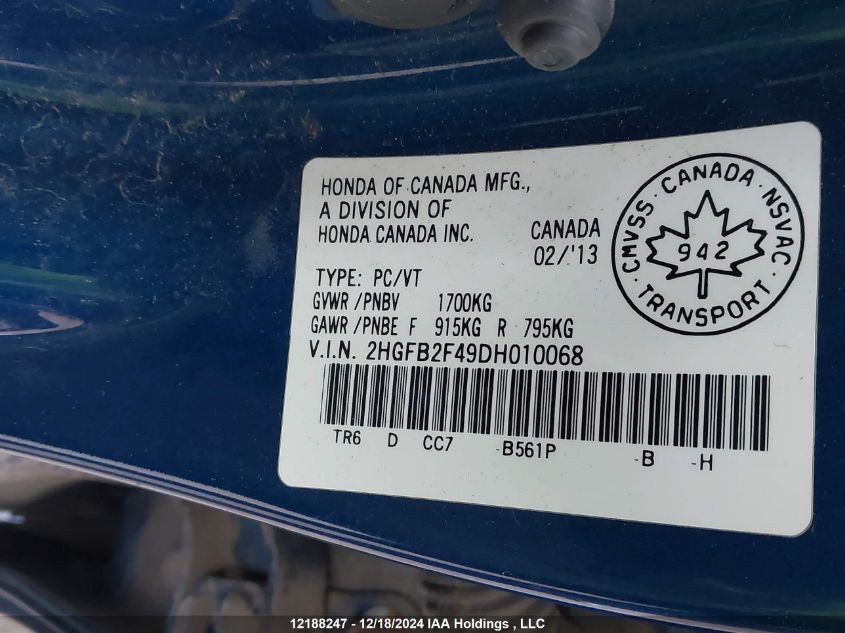 HONDA OF CANADA MFG.,
A DIVISION OF
HONDA CANADA INC.
CANADA
02/'13
CMVSS · CANADA · NSVAC
942
· TRANSPORT ·
TYPE: PC/VT
GVWR/PNBV 1700KG
GAWR/PNBE F 915KG R 795KG
V.I.N. 2HGFB2F49DH010068
TR6 D CC7 -B561P -B -H
12188247 - 12/18/2024 IAA Holdings , LLC